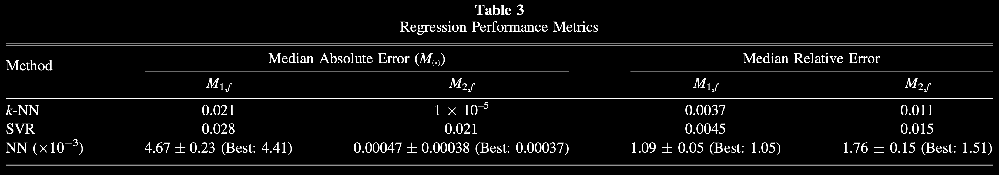 Table 3
Regression Performance Metrics
Method Median Absolute Error (M⊙) Median Relative Error
M1,f M2,f M1,f M2,f
k-NN 0.021 1 × 10⁻⁵ 0.0037 0.011
SVR 0.028 0.021 0.0045 0.015
NN (×10⁻³) 4.67 ± 0.23 (Best: 4.41) 0.00047 ± 0.00038 (Best: 0.00037) 1.09 ± 0.05 (Best: 1.05) 1.76 ± 0.15 (Best: 1.51)